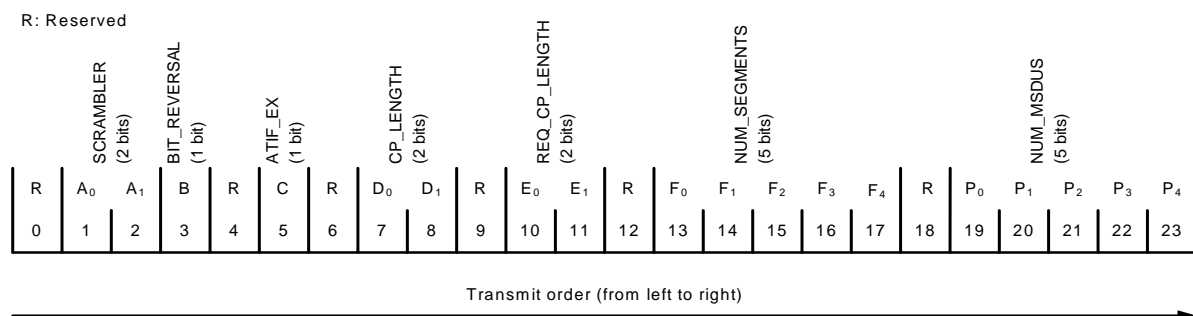 R: Reserved
SCRAMBLER
(2 bits)
BIT_REVERSAL
(1 bit)
ATIF_EX
(1 bit)
CP_LENGTH
(2 bits)
REQ_CP_LENGTH
(2 bits)
NUM_SEGMENTS
(5 bits)
NUM_MSDUS
(5 bits)
R A₀ A₁ B R C R D₀ D₁ R E₀ E₁ R F₀ F₁ F₂ F₃ F₄ R P₀ P₁ P₂ P₃ P₄
0 1 2 3 4 5 6 7 8 9 10 11 12 13 14 15 16 17 18 19 20 21 22 23
Transmit order (from left to right)